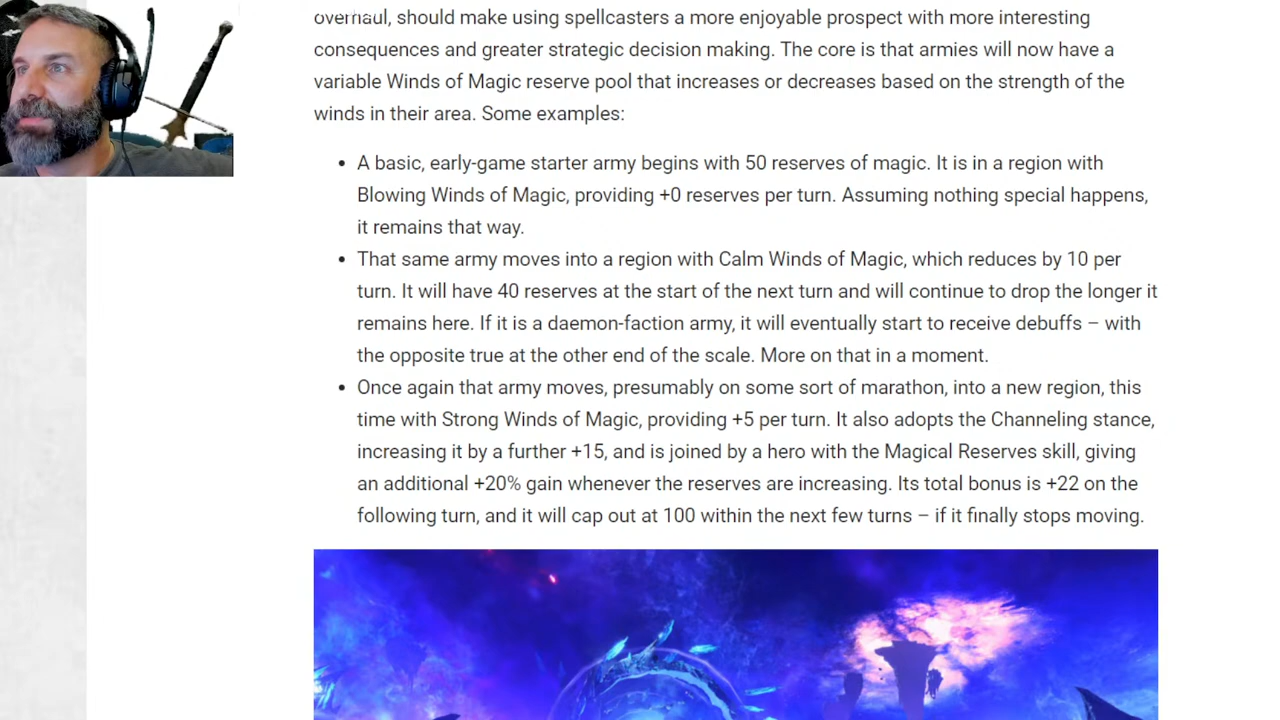 overhaul, should make using spellcasters a more enjoyable prospect with more interesting
consequences and greater strategic decision making. The core is that armies will now have a
variable Winds of Magic reserve pool that increases or decreases based on the strength of the
winds in their area. Some examples:
• A basic, early-game starter army begins with 50 reserves of magic. It is in a region with
Blowing Winds of Magic, providing +0 reserves per turn. Assuming nothing special happens,
it remains that way.
• That same army moves into a region with Calm Winds of Magic, which reduces by 10 per
turn. It will have 40 reserves at the start of the next turn and will continue to drop the longer it
remains here. If it is a daemon-faction army, it will eventually start to receive debuffs – with
the opposite true at the other end of the scale. More on that in a moment.
• Once again that army moves, presumably on some sort of marathon, into a new region, this
time with Strong Winds of Magic, providing +5 per turn. It also adopts the Channeling stance,
increasing it by a further +15, and is joined by a hero with the Magical Reserves skill, giving
an additional +20% gain whenever the reserves are increasing. Its total bonus is +22 on the
following turn, and it will cap out at 100 within the next few turns – if it finally stops moving.